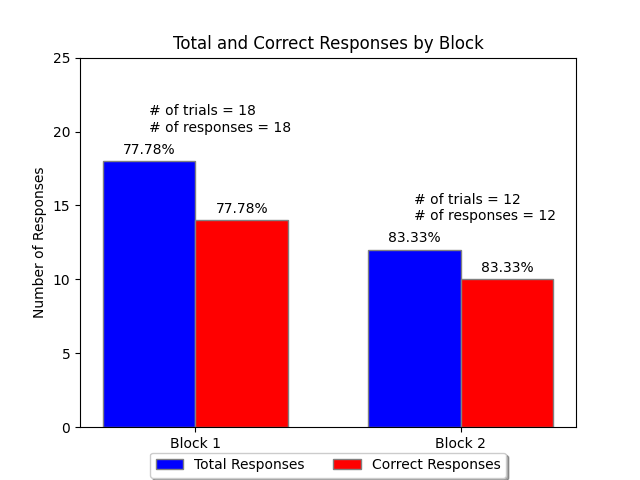 Total and Correct Responses by Block
Number of Responses
25
20
15
10
5
0
# of trials = 18
# of responses = 18
77.78%
77.78%
# of trials = 12
# of responses = 12
83.33%
83.33%
Block 1
Block 2
Total Responses
Correct Responses